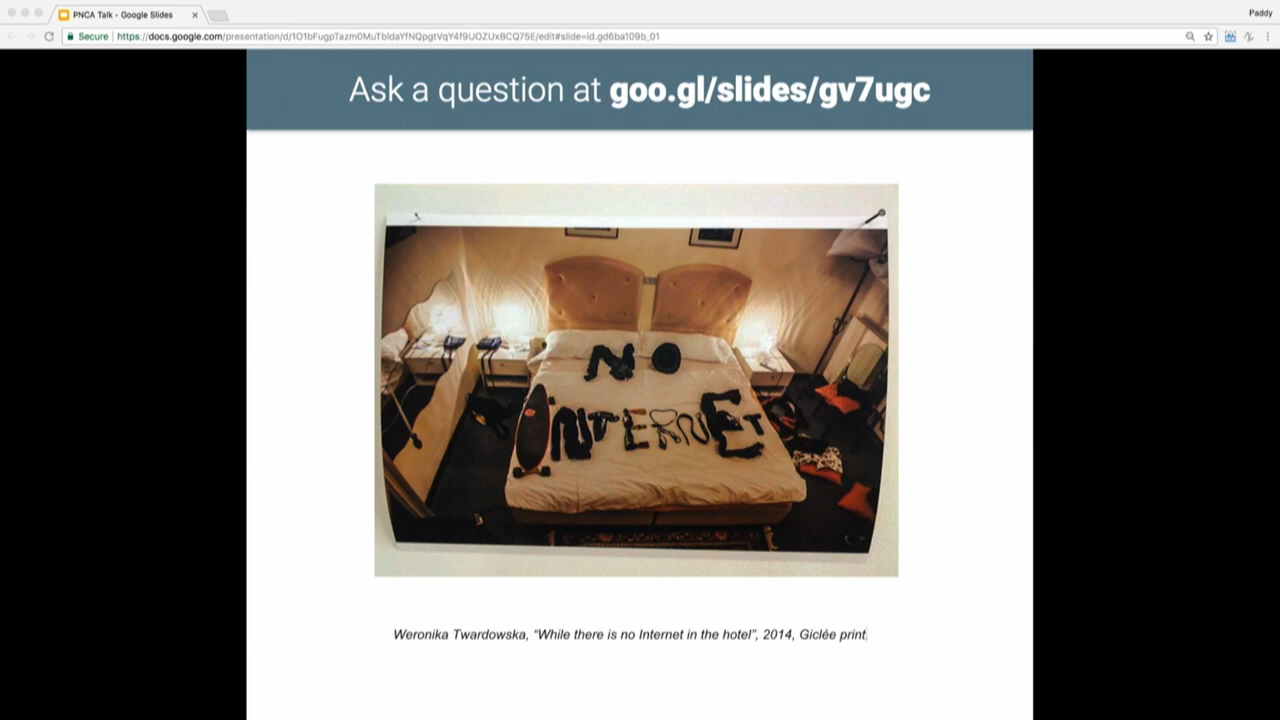 PNCA Talk - Google Slides
Paddy
Secure
https://docs.google.com/presentation/d/1O1bFugpTazm0MuTbldaYfNQpgtVqY4f9UOZUxBCQ75E/edit#slide=id.gd6ba109b_01
Ask a question at goo.gl/slides/gv7ugc
NO
iNTERNET
Weronika Twardowska, “While there is no Internet in the hotel”, 2014, Giclée print.